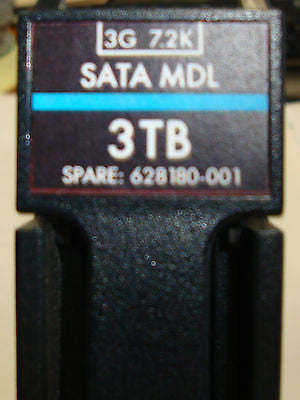 3G 7.2K
SATA MDL
3TB
SPARE: 628180-001